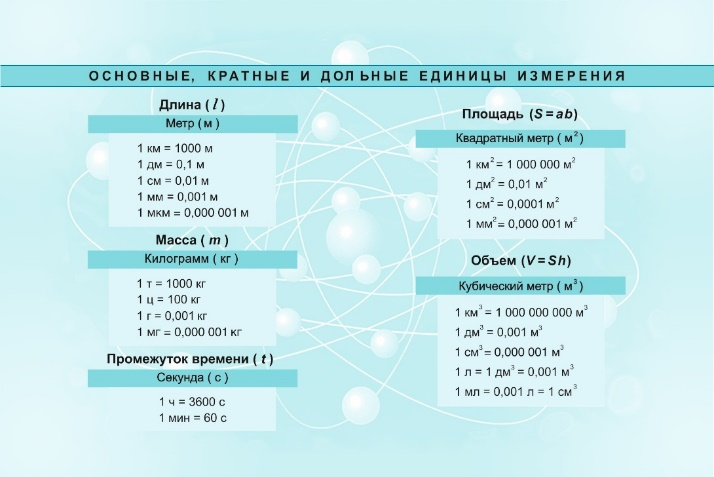 ОСНОВНЫЕ, КРАТНЫЕ И ДОЛЬНЫЕ ЕДИНИЦЫ ИЗМЕРЕНИЯ
Длина ( l )
Метр ( м )
1 км = 1000 м
1 дм = 0,1 м
1 см = 0,01 м
1 мм = 0,001 м
1 мкм = 0,000 001 м
Масса ( m )
Килограмм ( кг )
1 т = 1000 кг
1 ц = 100 кг
1 г = 0,001 кг
1 мг = 0,000 001 кг
Промежуток времени ( t )
Секунда ( с )
1 ч = 3600 с
1 мин = 60 с
Площадь (S = ab)
Квадратный метр ( м² )
1 км² = 1 000 000 м²
1 дм² = 0,01 м²
1 см² = 0,0001 м²
1 мм² = 0,000 001 м²
Объем (V = Sh)
Кубический метр ( м³ )
1 км³ = 1 000 000 000 м³
1 дм³ = 0,001 м³
1 см³ = 0,000 001 м³
1 л = 1 дм³ = 0,001 м³
1 мл = 0,001 л = 1 см³